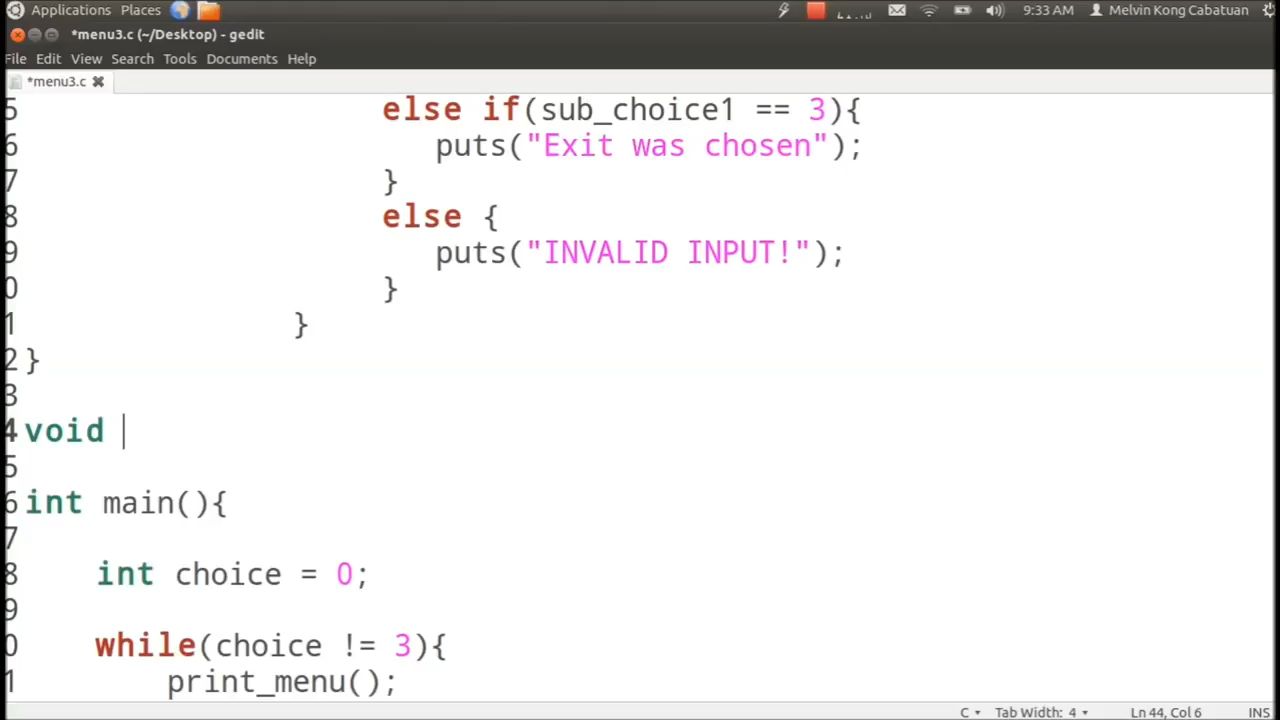 Applications Places 9:33 AM Melvin Kong Cabatuan
*menu3.c (~/Desktop) - gedit
File Edit View Search Tools Documents Help
*menu3.c
5 else if(sub_choice1 == 3){
6 puts("Exit was chosen");
7 }
8 else {
9 puts("INVALID INPUT!");
0 }
1 }
2 }
3
4 void
5
6 int main(){
7
8 int choice = 0;
9
0 while(choice != 3){
1 print_menu();
C Tab Width: 4 Ln 44, Col 6 INS